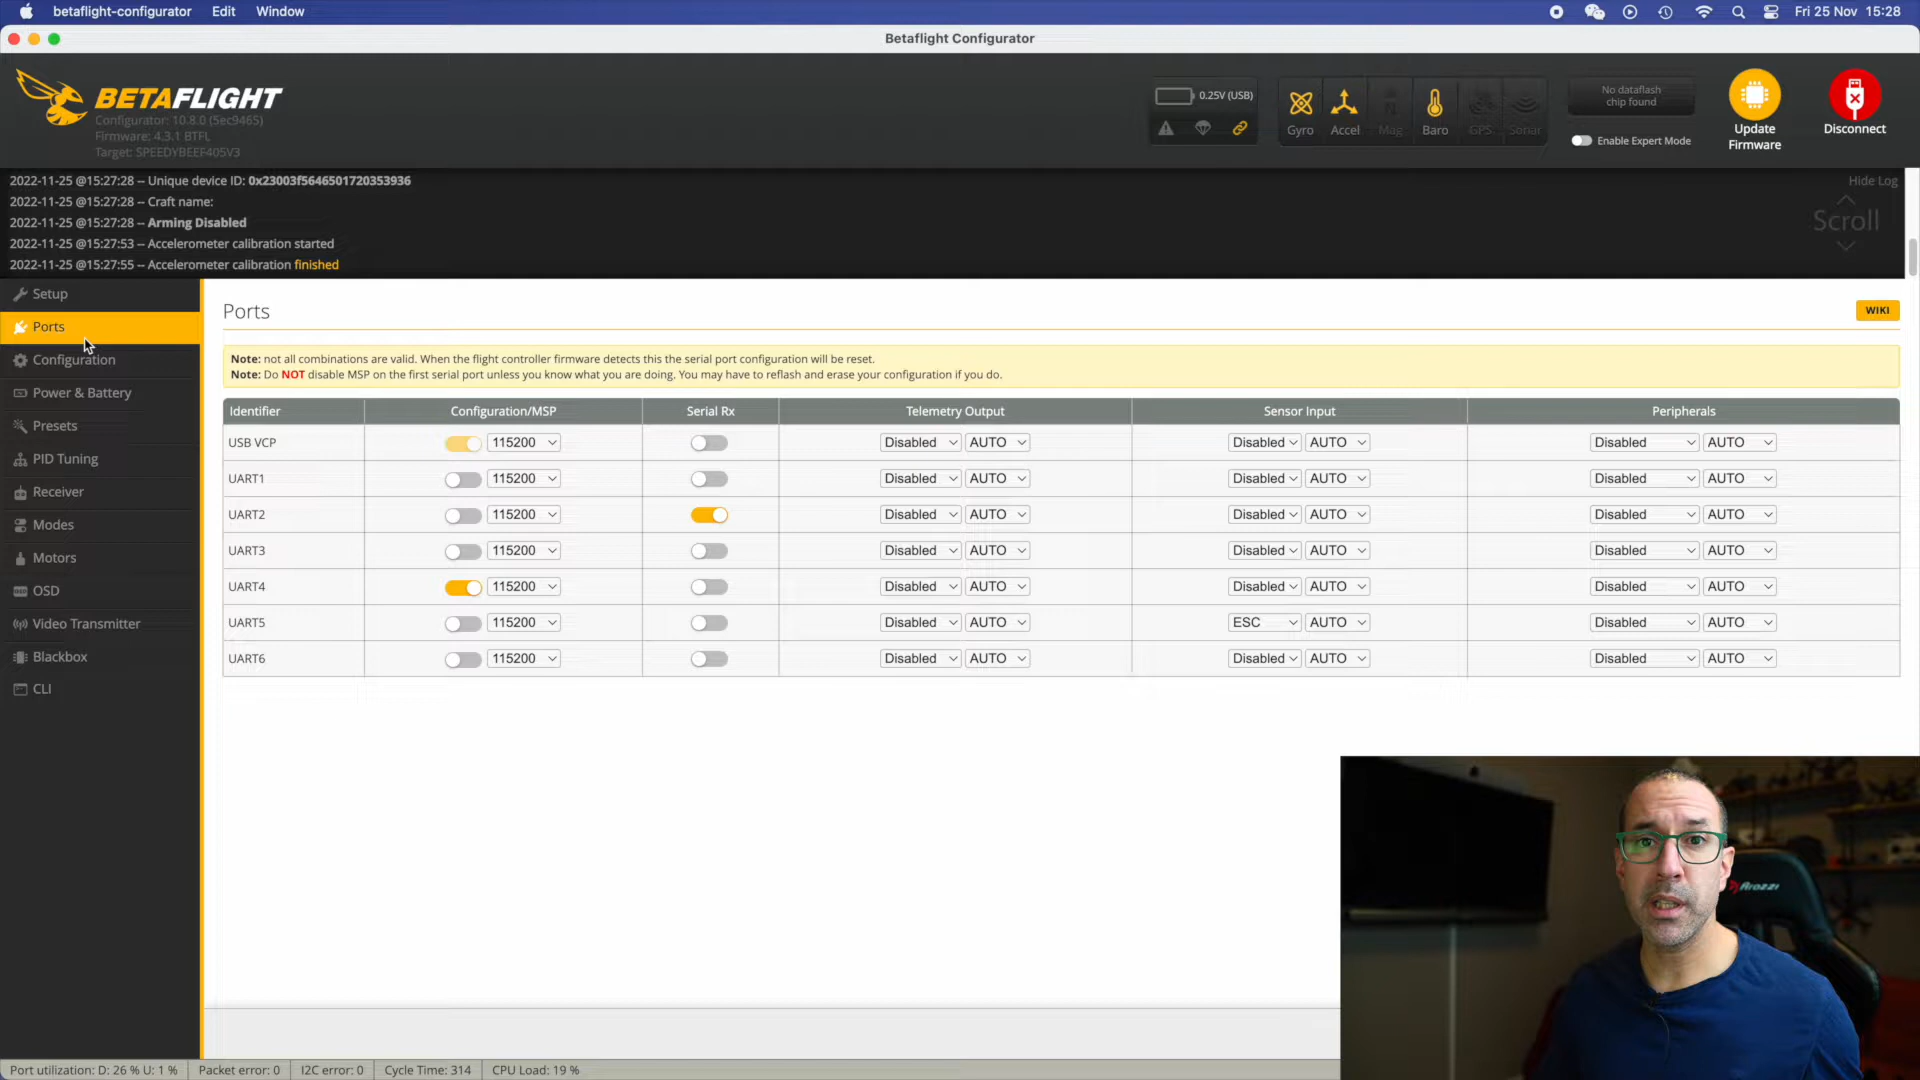 betaflight-configurator Edit Window Fri 25 Nov 15:28
Betaflight Configurator
BETAFLIGHT
Configurator: 10.8.0 (5ec9465)
Firmware: 4.3.1 BTFL
Target: SPEEDYBEEF405V3
0.25V (USB)
Gyro Accel Mag Baro GPS Sonar
No dataflash
chip found
Enable Expert Mode
Update
Firmware
Disconnect
2022-11-25 @15:27:28 -- Unique device ID: 0x23003f5646501720353936
2022-11-25 @15:27:28 -- Craft name:
2022-11-25 @15:27:28 -- Arming Disabled
2022-11-25 @15:27:53 -- Accelerometer calibration started
2022-11-25 @15:27:55 -- Accelerometer calibration finished
Hide Log
Scroll
Setup
Ports
Configuration
Power & Battery
Presets
PID Tuning
Receiver
Modes
Motors
OSD
Video Transmitter
Blackbox
CLI
Ports
WIKI
Note: not all combinations are valid. When the flight controller firmware detects this the serial port configuration will be reset.
Note: Do NOT disable MSP on the first serial port unless you know what you are doing. You may have to reflash and erase your configuration if you do.
Identifier Configuration/MSP Serial Rx Telemetry Output Sensor Input Peripherals
USB VCP 115200 Disabled AUTO Disabled AUTO Disabled AUTO
UART1 115200 Disabled AUTO Disabled AUTO Disabled AUTO
UART2 115200 Disabled AUTO Disabled AUTO Disabled AUTO
UART3 115200 Disabled AUTO Disabled AUTO Disabled AUTO
UART4 115200 Disabled AUTO Disabled AUTO Disabled AUTO
UART5 115200 Disabled AUTO ESC AUTO Disabled AUTO
UART6 115200 Disabled AUTO Disabled AUTO Disabled AUTO
Arozzi
Port utilization: D: 26 % U: 1 % Packet error: 0 I2C error: 0 Cycle Time: 314 CPU Load: 19 %